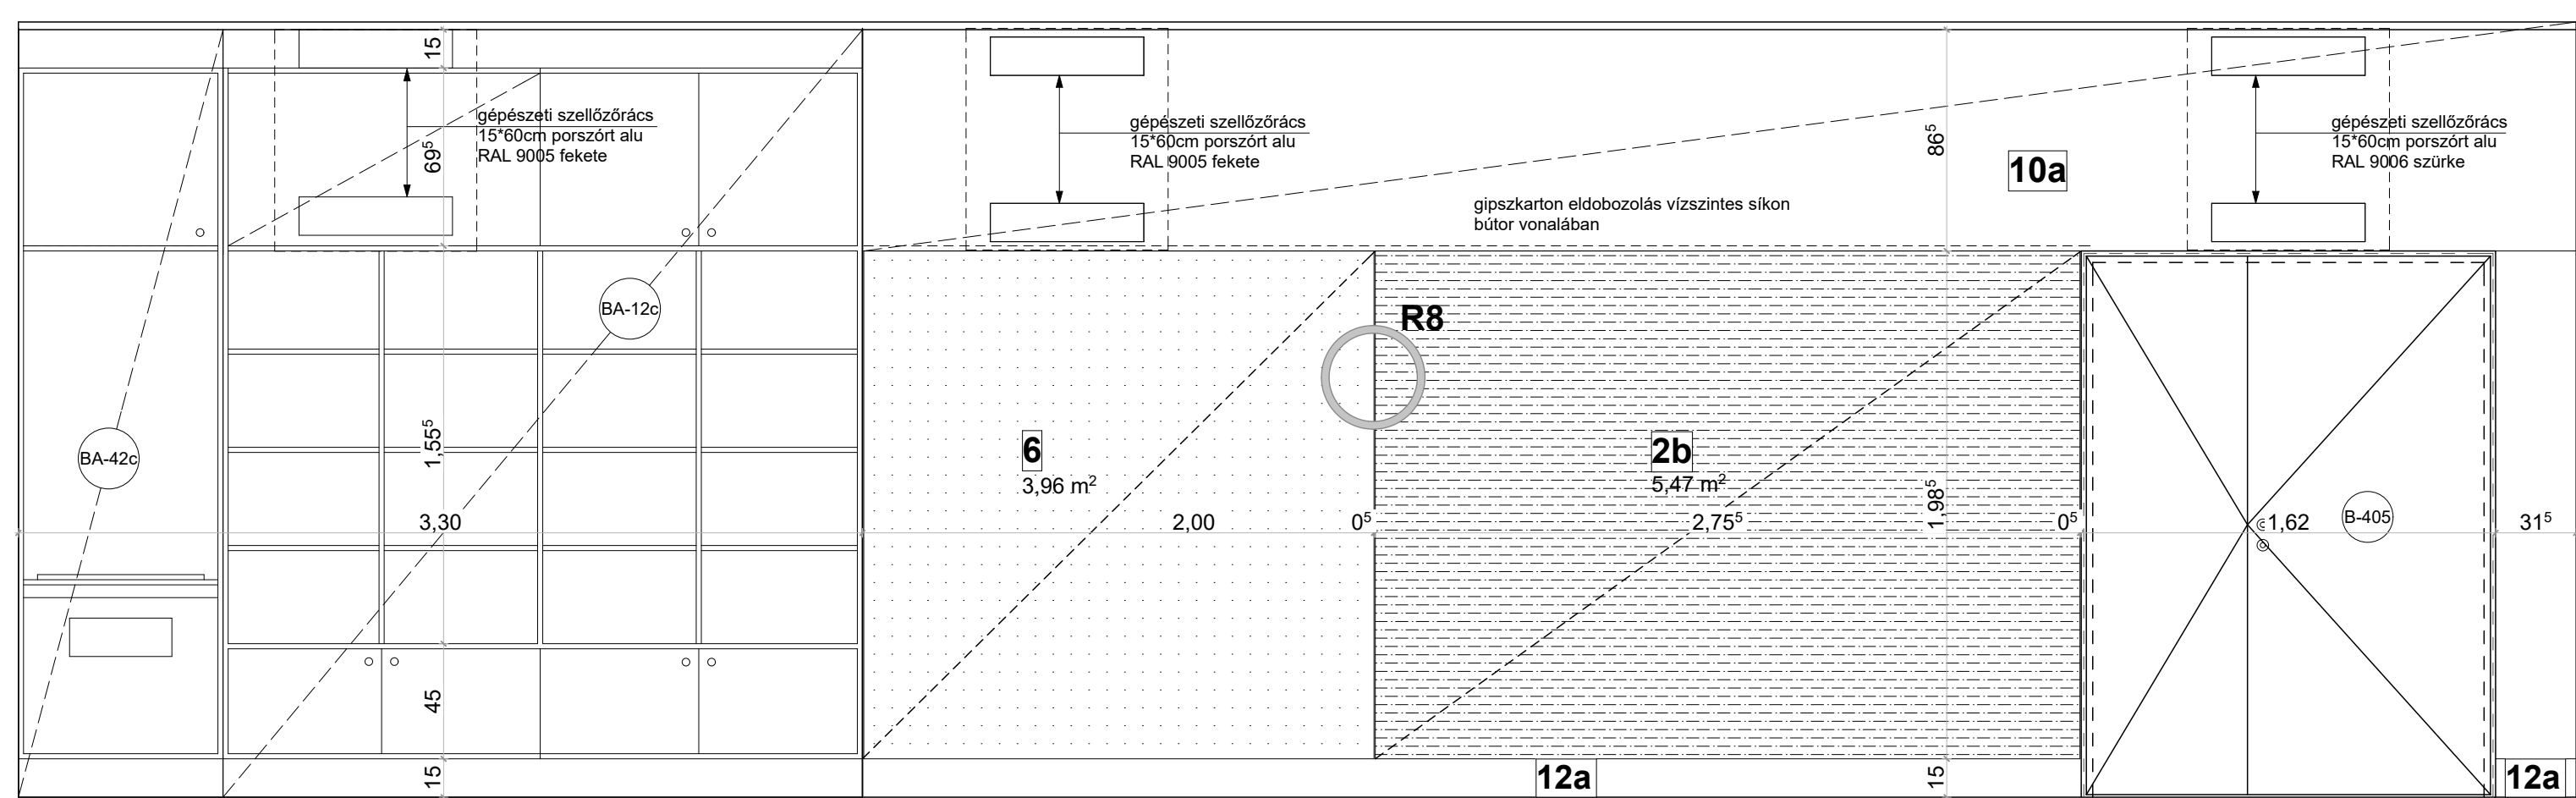 15
gépészeti szellőzőrács
15*60cm porszórt alu
RAL 9005 fekete
69⁵
gépészeti szellőzőrács
15*60cm porszórt alu
RAL 9005 fekete
86⁵
10a
gépészeti szellőzőrács
15*60cm porszórt alu
RAL 9006 szürke
gipszkarton eldobozolás vízszintes síkon
bútor vonalában
BA-12c
R8
BA-42c
1,55⁵
6
3,96 m²
2b
5,47 m²
1,98⁵
3,30
2,00
0⁵
2,75⁵
0⁵
1,62
B-405
31⁵
45
15
12a
15
12a